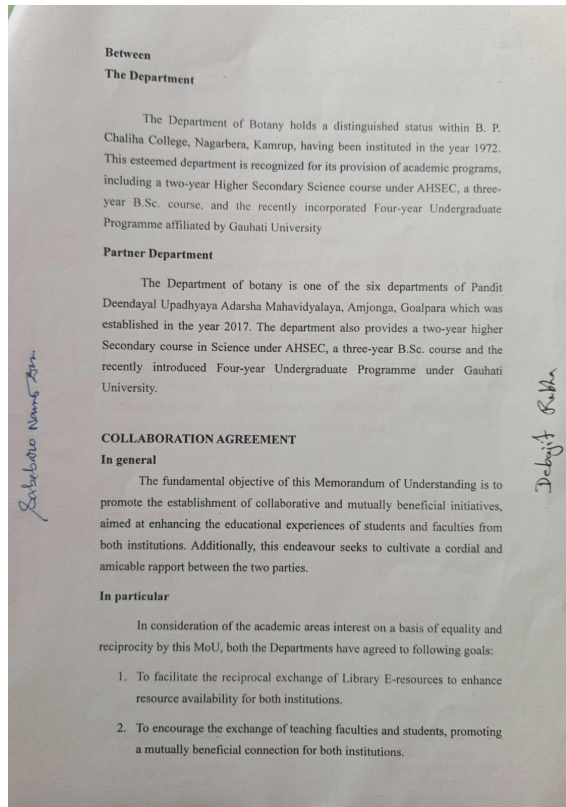 Between
The Department
The Department of Botany holds a distinguished status within B. P.
Chaliha College, Nagarbera, Kamrup, having been instituted in the year 1972.
This esteemed department is recognized for its provision of academic programs,
including a two-year Higher Secondary Science course under AHSEC, a three-
year B.Sc. course, and the recently incorporated Four-year Undergraduate
Programme affiliated by Gauhati University
Partner Department
The Department of botany is one of the six departments of Pandit
Deendayal Upadhyaya Adarsha Mahavidyalaya, Amjonga, Goalpara which was
established in the year 2017. The department also provides a two-year higher
Secondary course in Science under AHSEC, a three-year B.Sc. course and the
recently introduced Four-year Undergraduate Programme under Gauhati
University.
COLLABORATION AGREEMENT
In general
The fundamental objective of this Memorandum of Understanding is to
promote the establishment of collaborative and mutually beneficial initiatives,
aimed at enhancing the educational experiences of students and faculties from
both institutions. Additionally, this endeavour seeks to cultivate a cordial and
amicable rapport between the two parties.
In particular
In consideration of the academic areas interest on a basis of equality and
reciprocity by this MoU, both the Departments have agreed to following goals:
1. To facilitate the reciprocal exchange of Library E-resources to enhance
resource availability for both institutions.
2. To encourage the exchange of teaching faculties and students, promoting
a mutually beneficial connection for both institutions.
Debajit Rabha